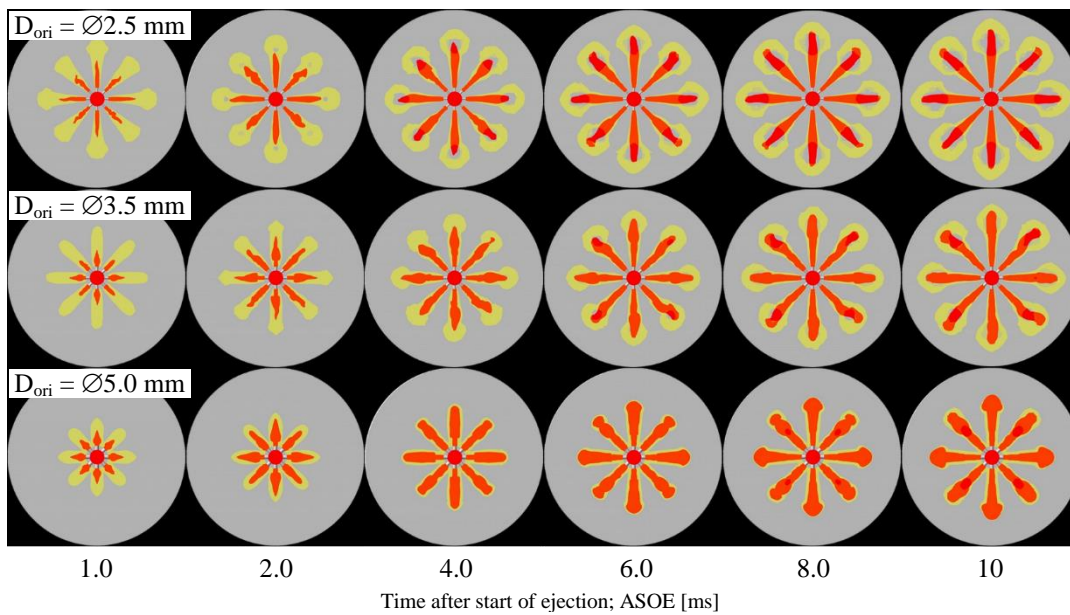 D_ori = ∅2.5 mm
D_ori = ∅3.5 mm
D_ori = ∅5.0 mm
1.0 2.0 4.0 6.0 8.0 10
Time after start of ejection; ASOE [ms]